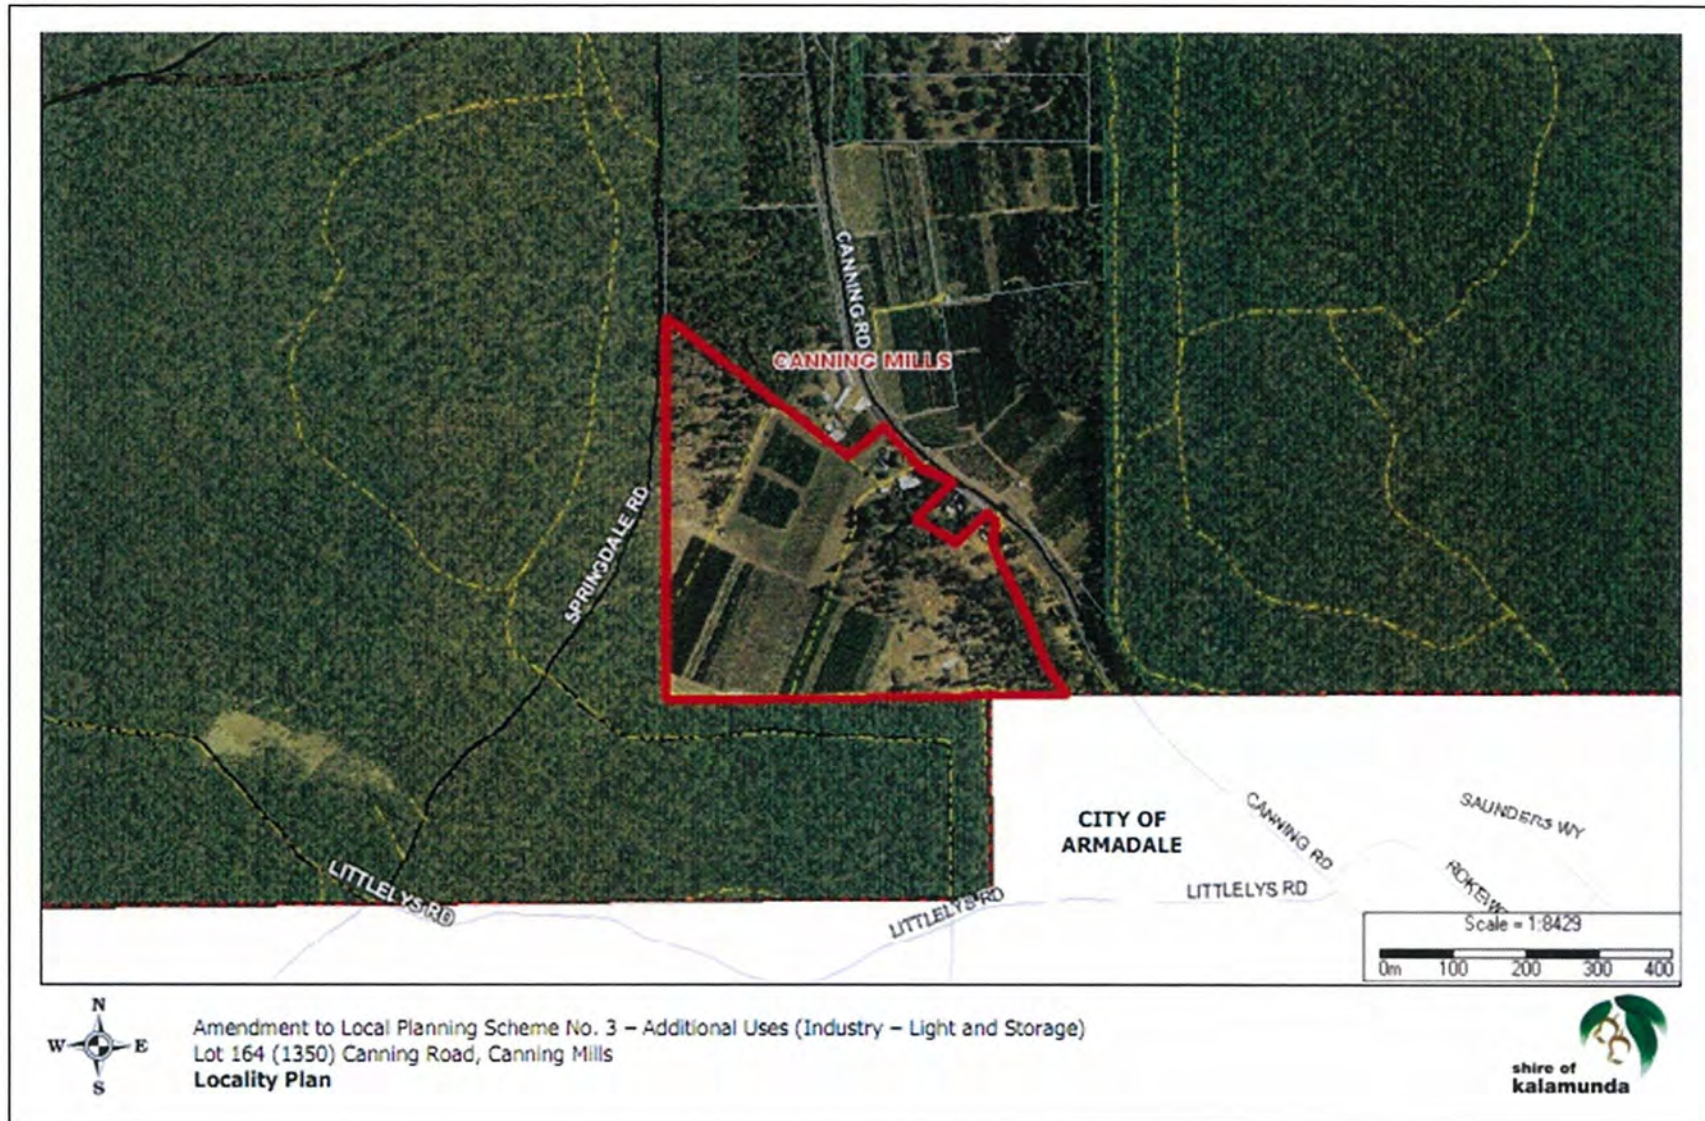 CANNING RD
CANNING MILLS
SPRINGDALE RD
CITY OF
ARMADALE
CANNING RD
SAUNDERS WY
LITTLELYS RD
LITTLELYS RD
LITTLELYS RD
Scale = 1:8429
0m 100 200 300 400
N
W E
S
Amendment to Local Planning Scheme No. 3 – Additional Uses (Industry – Light and Storage)
Lot 164 (1350) Canning Road, Canning Mills
Locality Plan
shire of
kalamunda